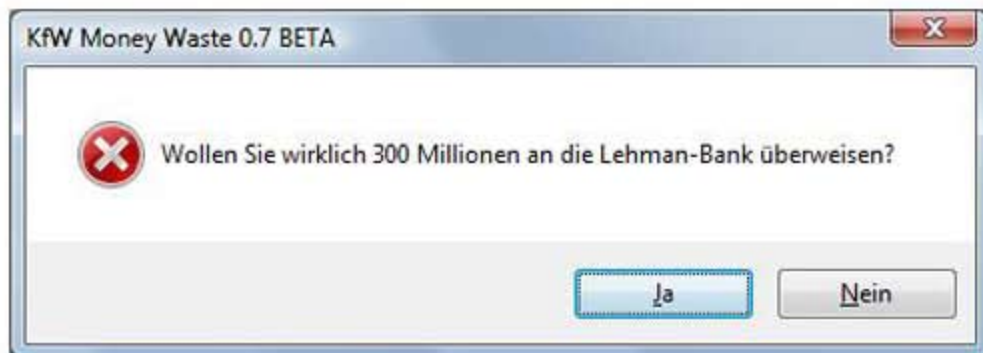 KfW Money Waste 0.7 BETA
Wollen Sie wirklich 300 Millionen an die Lehman-Bank überweisen?
Ja
Nein